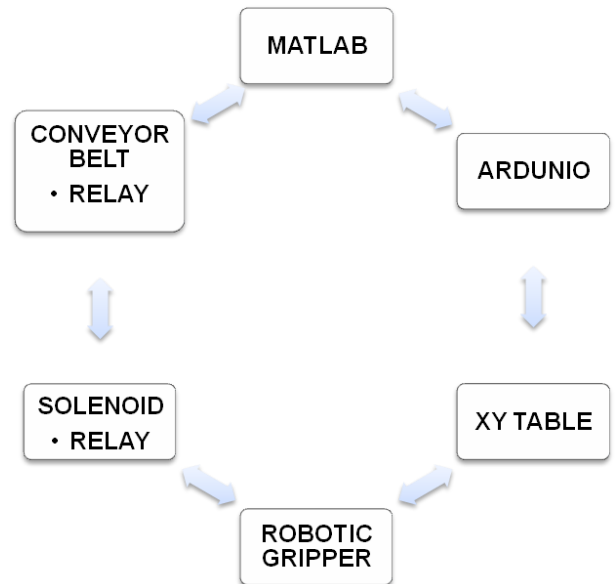 MATLAB
CONVEYOR
BELT
• RELAY
ARDUNIO
SOLENOID
• RELAY
XY TABLE
ROBOTIC
GRIPPER